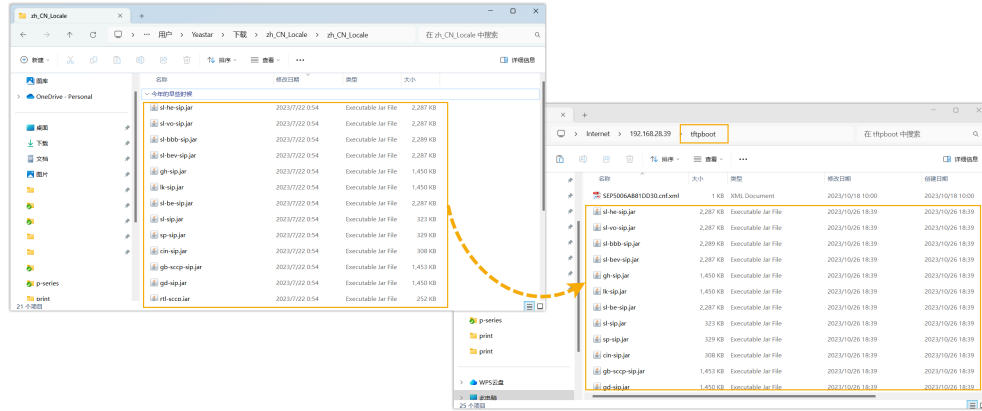 zh_CN_Locale
用户 > Yeastar > 下载 > zh_CN_Locale > zh_CN_Locale
在 zh_CN_Locale 中搜索
新建
排序
查看
详细信息
名称 修改日期 类型 大小
图库
OneDrive - Personal
桌面
下载
文档
图片
p-series
print
今年的早些时候
sl-he-sip.jar 2023/7/22 0:54 Executable Jar File 2,287 KB
sl-vo-sip.jar 2023/7/22 0:54 Executable Jar File 2,287 KB
sl-bbb-sip.jar 2023/7/22 0:54 Executable Jar File 2,289 KB
sl-bev-sip.jar 2023/7/22 0:54 Executable Jar File 2,287 KB
gh-sip.jar 2023/7/22 0:54 Executable Jar File 1,450 KB
lk-sip.jar 2023/7/22 0:54 Executable Jar File 1,450 KB
sl-be-sip.jar 2023/7/22 0:54 Executable Jar File 2,287 KB
sl-sip.jar 2023/7/22 0:54 Executable Jar File 323 KB
sp-sip.jar 2023/7/22 0:54 Executable Jar File 329 KB
cin-sip.jar 2023/7/22 0:54 Executable Jar File 308 KB
gb-sccp-sip.jar 2023/7/22 0:54 Executable Jar File 1,453 KB
gd-sip.jar 2023/7/22 0:54 Executable Jar File 1,450 KB
rtl-sccp.jar 2023/7/22 0:54 Executable Jar File 252 KB
21 个项目
Internet > 192.168.28.39 > tftpboot
在 tftpboot 中搜索
排序
查看
详细信息
名称 大小 类型 修改日期 创建日期
SEP5006AB81DD30.cnf.xml 1 KB XML Document 2023/10/18 10:00 2023/10/18 10:00
sl-he-sip.jar 2,287 KB Executable Jar File 2023/10/26 18:39 2023/10/26 18:39
sl-vo-sip.jar 2,287 KB Executable Jar File 2023/10/26 18:39 2023/10/26 18:39
sl-bbb-sip.jar 2,289 KB Executable Jar File 2023/10/26 18:39 2023/10/26 18:39
sl-bev-sip.jar 2,287 KB Executable Jar File 2023/10/26 18:39 2023/10/26 18:39
gh-sip.jar 1,450 KB Executable Jar File 2023/10/26 18:39 2023/10/26 18:39
lk-sip.jar 1,450 KB Executable Jar File 2023/10/26 18:39 2023/10/26 18:39
sl-be-sip.jar 2,287 KB Executable Jar File 2023/10/26 18:39 2023/10/26 18:39
sl-sip.jar 323 KB Executable Jar File 2023/10/26 18:39 2023/10/26 18:39
sp-sip.jar 329 KB Executable Jar File 2023/10/26 18:39 2023/10/26 18:39
cin-sip.jar 308 KB Executable Jar File 2023/10/26 18:39 2023/10/26 18:39
gb-sccp-sip.jar 1,453 KB Executable Jar File 2023/10/26 18:39 2023/10/26 18:39
gd-sip.jar 1,450 KB Executable Jar File 2023/10/26 18:39 2023/10/26 18:39
p-series
print
print
WPS云盘
此电脑
25 个项目